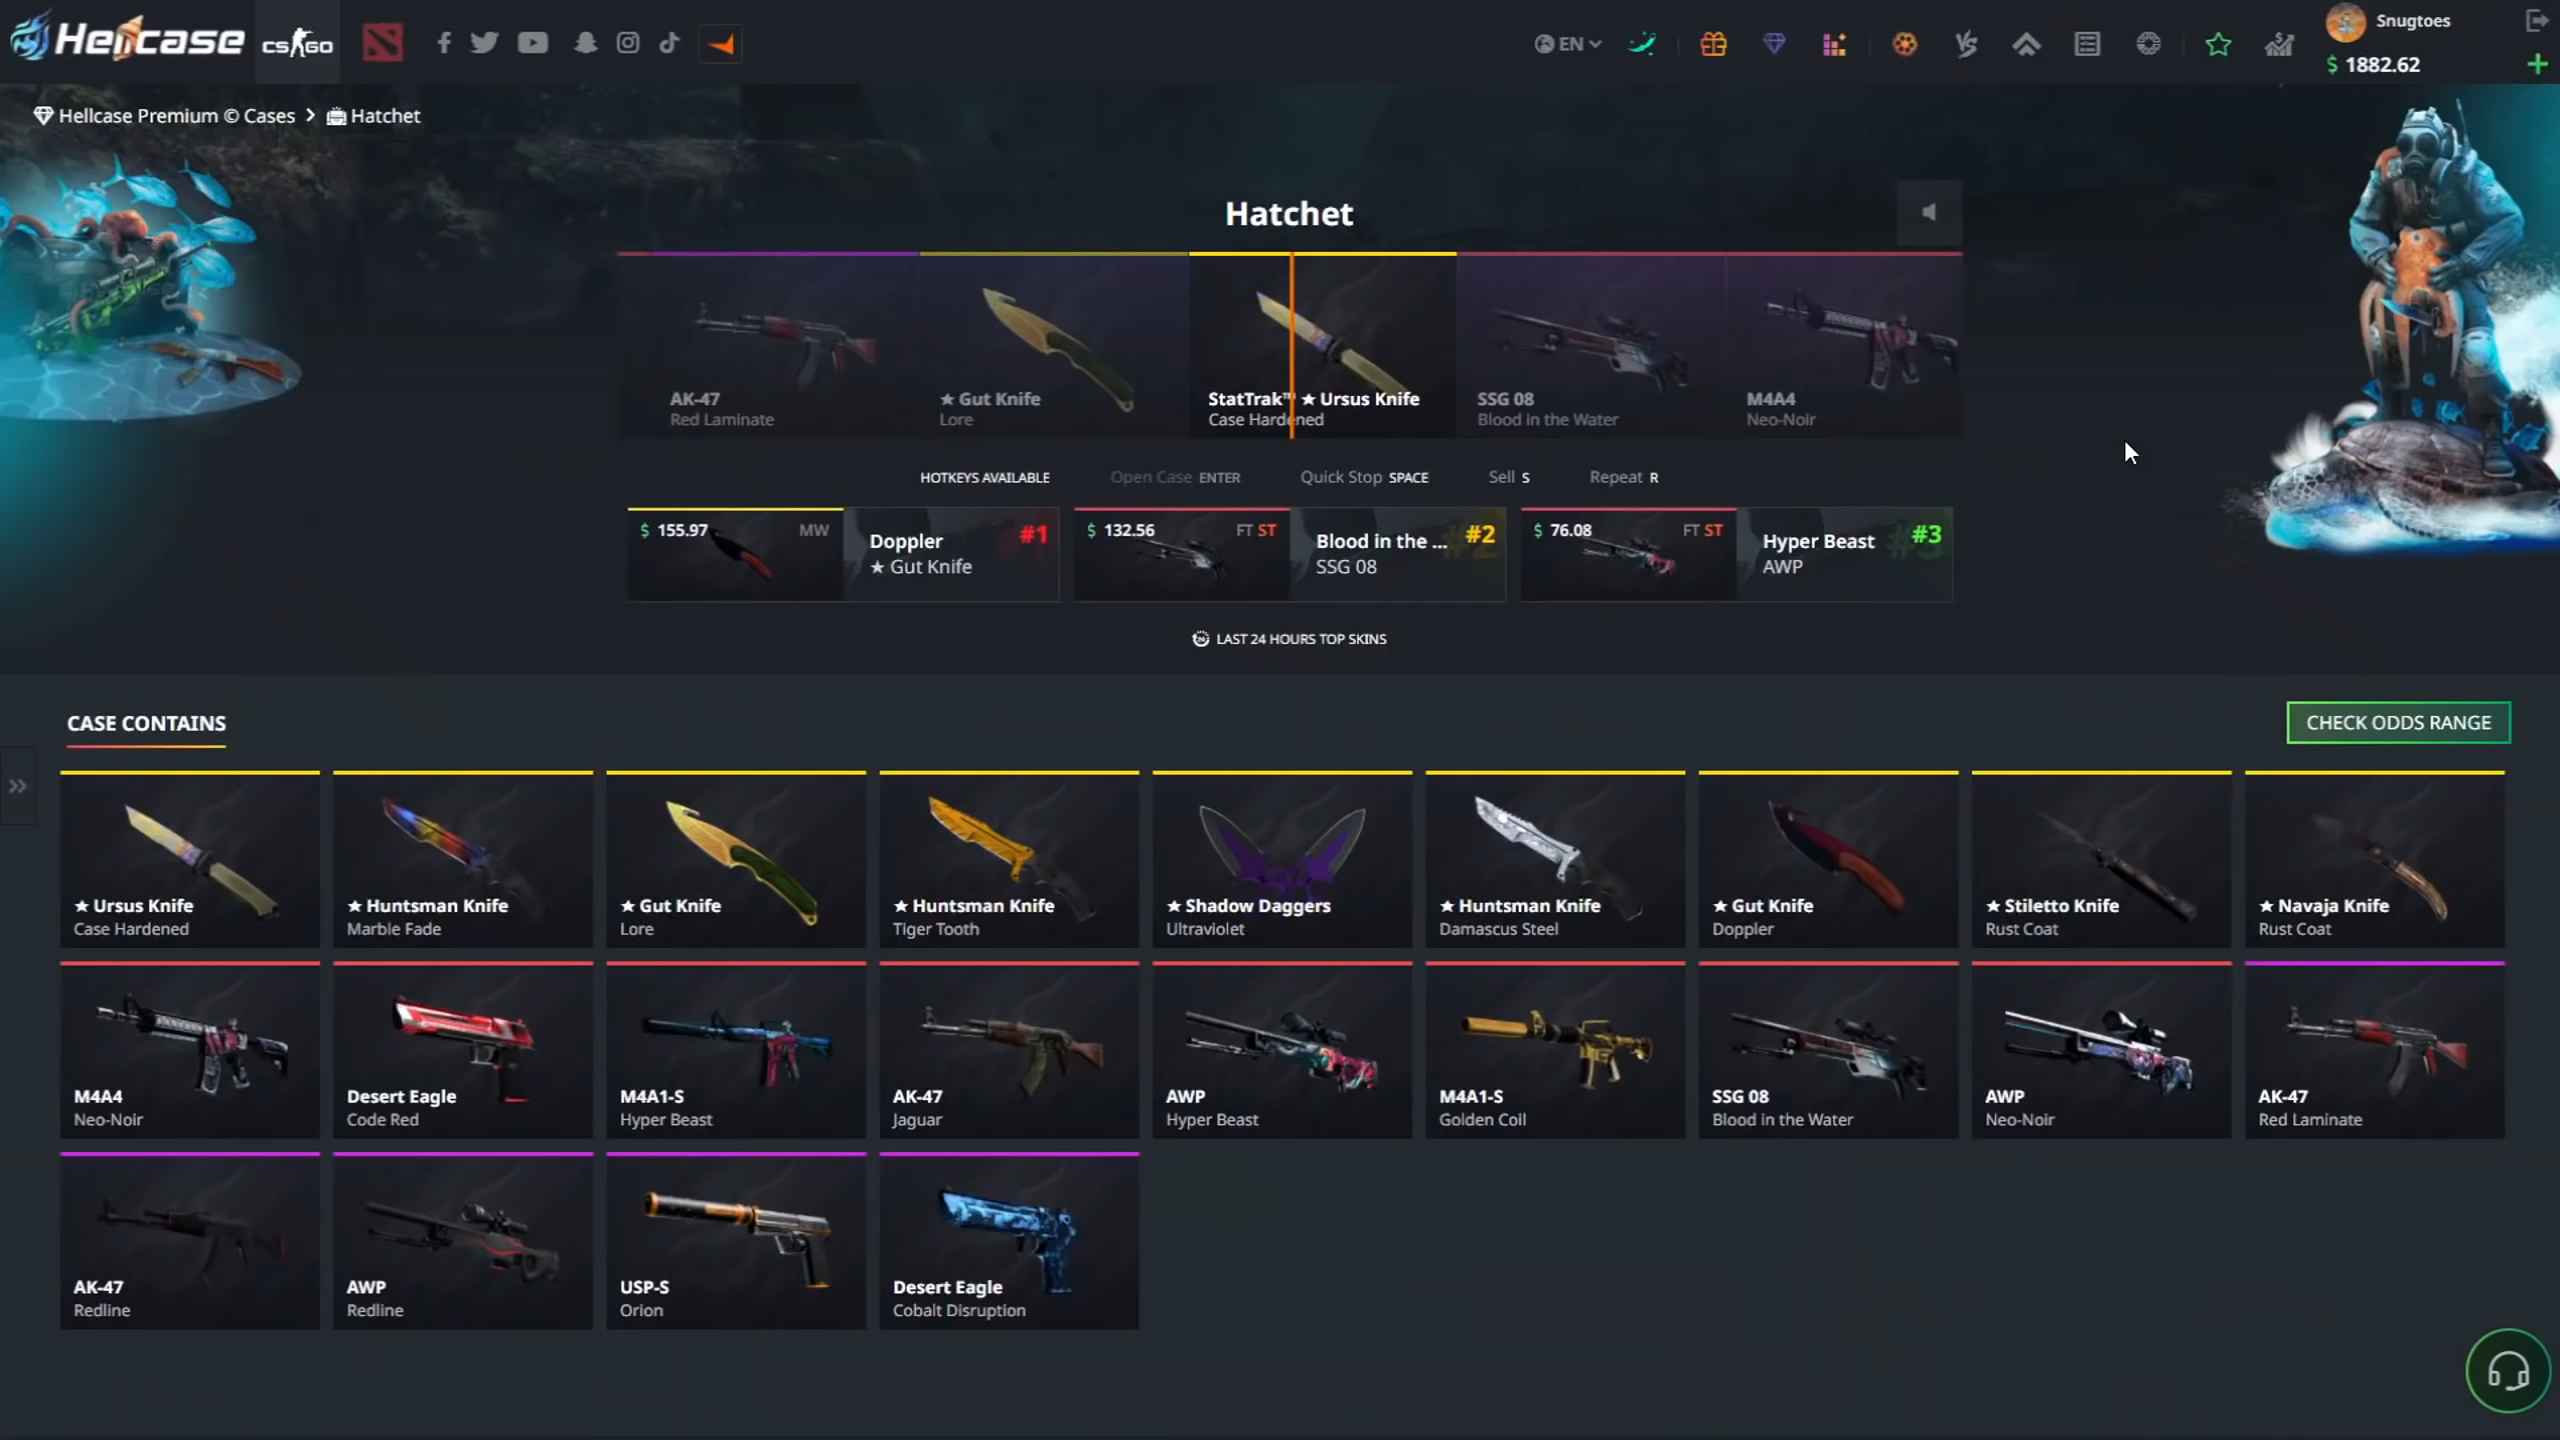 Hellcase
CS GO
EN
Snugtoes
$ 1882.62
Hellcase Premium © Cases
Hatchet
Hatchet
AK-47
Red Laminate
★ Gut Knife
Lore
StatTrak™ ★ Ursus Knife
Case Hardened
SSG 08
Blood in the Water
M4A4
Neo-Noir
HOTKEYS AVAILABLE
Open Case ENTER
Quick Stop SPACE
Sell S
Repeat R
$ 155.97
MW
Doppler
★ Gut Knife
#1
$ 132.56
FT ST
Blood in the ...
SSG 08
#2
$ 76.08
FT ST
Hyper Beast
AWP
#3
LAST 24 HOURS TOP SKINS
CASE CONTAINS
CHECK ODDS RANGE
★ Ursus Knife
Case Hardened
★ Huntsman Knife
Marble Fade
★ Gut Knife
Lore
★ Huntsman Knife
Tiger Tooth
★ Shadow Daggers
Ultraviolet
★ Huntsman Knife
Damascus Steel
★ Gut Knife
Doppler
★ Stiletto Knife
Rust Coat
★ Navaja Knife
Rust Coat
M4A4
Neo-Noir
Desert Eagle
Code Red
M4A1-S
Hyper Beast
AK-47
Jaguar
AWP
Hyper Beast
M4A1-S
Golden Coil
SSG 08
Blood in the Water
AWP
Neo-Noir
AK-47
Red Laminate
AK-47
Redline
AWP
Redline
USP-S
Orion
Desert Eagle
Cobalt Disruption